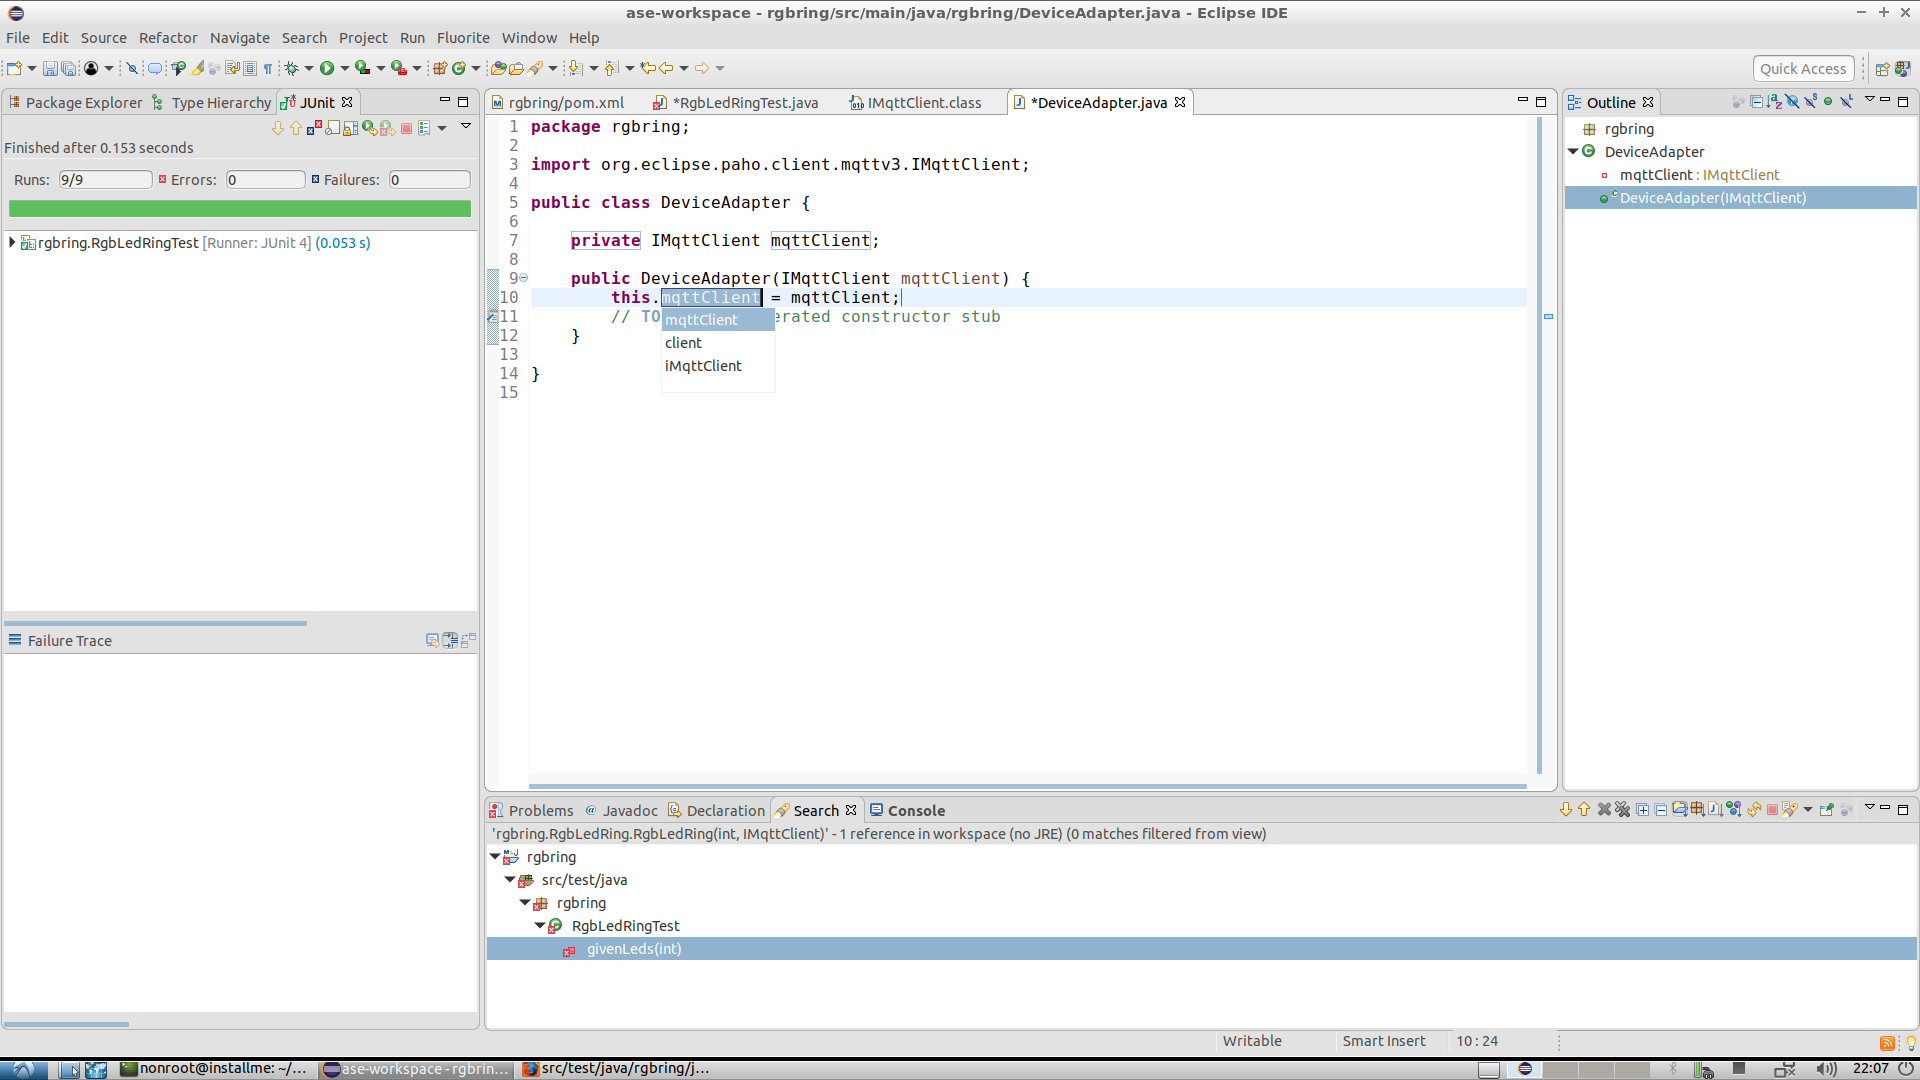 ase-workspace - rgbring/src/main/java/rgbring/DeviceAdapter.java - Eclipse IDE
File Edit Source Refactor Navigate Search Project Run Fluorite Window Help
Quick Access
Package Explorer Type Hierarchy JUnit
Finished after 0.153 seconds
Runs: 9/9 Errors: 0 Failures: 0
rgbring.RgbLedRingTest [Runner: JUnit 4] (0.053 s)
Failure Trace
rgbring/pom.xml *RgbLedRingTest.java IMqttClient.class *DeviceAdapter.java
1 package rgbring;
2
3 import org.eclipse.paho.client.mqttv3.IMqttClient;
4
5 public class DeviceAdapter {
6
7 private IMqttClient mqttClient;
8
9 public DeviceAdapter(IMqttClient mqttClient) {
10 this.mqttClient = mqttClient;
11 // TO erated constructor stub
12 }
13
14 }
15
mqttClient
client
iMqttClient
Outline
rgbring
DeviceAdapter
mqttClient : IMqttClient
DeviceAdapter(IMqttClient)
Problems @ Javadoc Declaration Search Console
'rgbring.RgbLedRing.RgbLedRing(int, IMqttClient)' - 1 reference in workspace (no JRE) (0 matches filtered from view)
rgbring
src/test/java
rgbring
RgbLedRingTest
givenLeds(int)
Writable Smart Insert 10 : 24
nonroot@installme: ~/... ase-workspace - rgbrin... src/test/java/rgbring/j... 22:07